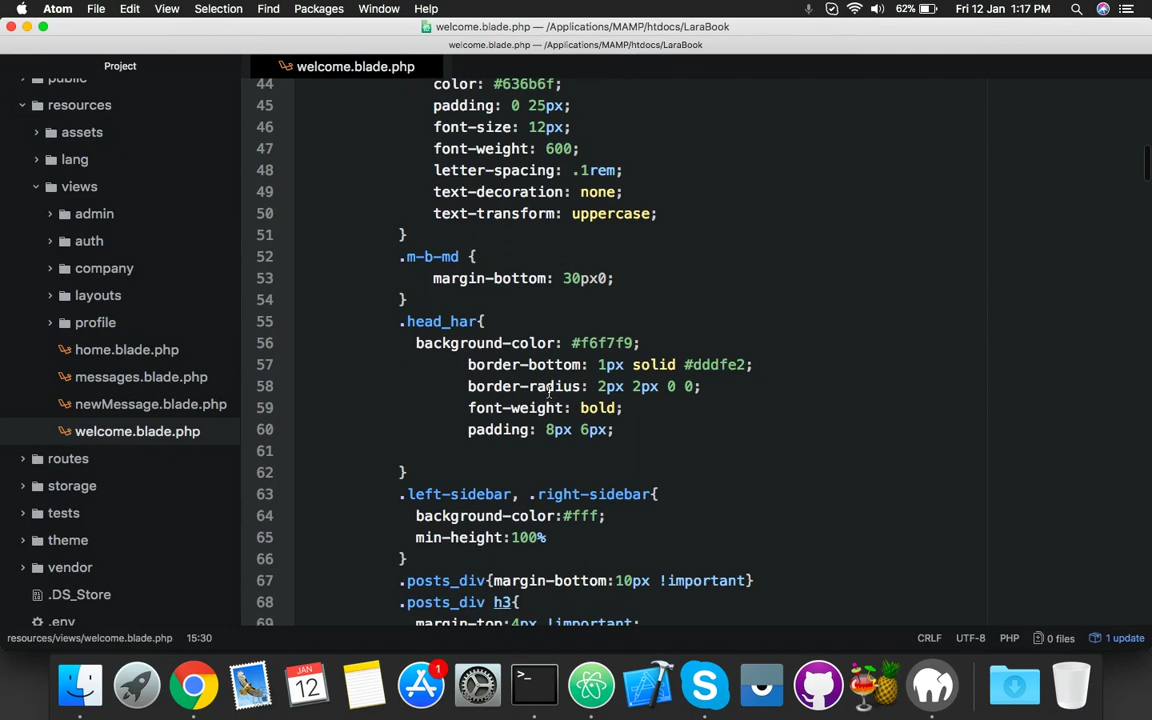 Atom File Edit View Selection Find Packages Window Help 62% Fri 12 Jan 1:17 PM
welcome.blade.php — /Applications/MAMP/htdocs/LaraBook
welcome.blade.php — /Applications/MAMP/htdocs/LaraBook
Project
welcome.blade.php
public
resources
assets
lang
views
admin
auth
company
layouts
profile
home.blade.php
messages.blade.php
newMessage.blade.php
welcome.blade.php
routes
storage
tests
theme
vendor
.DS_Store
.env
44 color: #636b6f;
45 padding: 0 25px;
46 font-size: 12px;
47 font-weight: 600;
48 letter-spacing: .1rem;
49 text-decoration: none;
50 text-transform: uppercase;
51 }
52 .m-b-md {
53 margin-bottom: 30px0;
54 }
55 .head_har{
56 background-color: #f6f7f9;
57 border-bottom: 1px solid #dddfe2;
58 border-radius: 2px 2px 0 0;
59 font-weight: bold;
60 padding: 8px 6px;
61
62 }
63 .left-sidebar, .right-sidebar{
64 background-color:#fff;
65 min-height:100%
66 }
67 .posts_div{margin-bottom:10px !important}
68 .posts_div h3{
69 margin-top:4px !important;
resources/views/welcome.blade.php 15:30 CRLF UTF-8 PHP 0 files 1 update
JAN
12
1